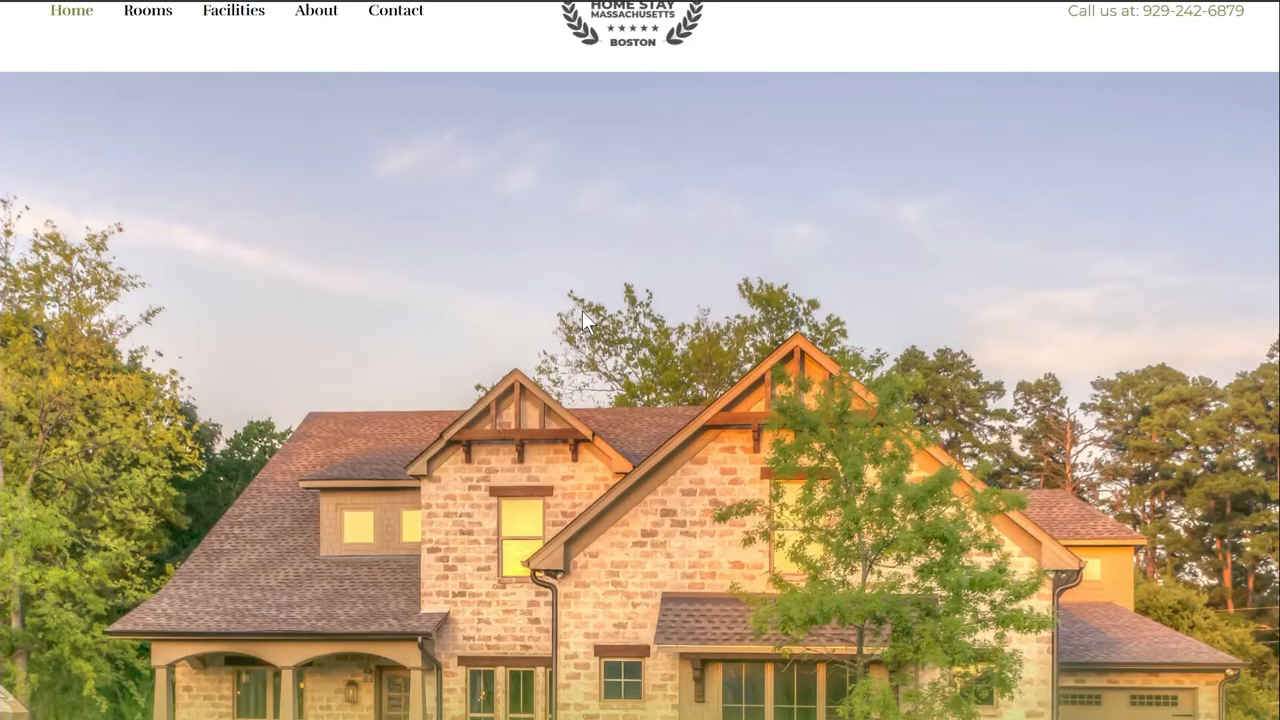 Home Rooms Facilities About Contact
HOME STAY
MASSACHUSETTS
BOSTON
Call us at: 929-242-6879